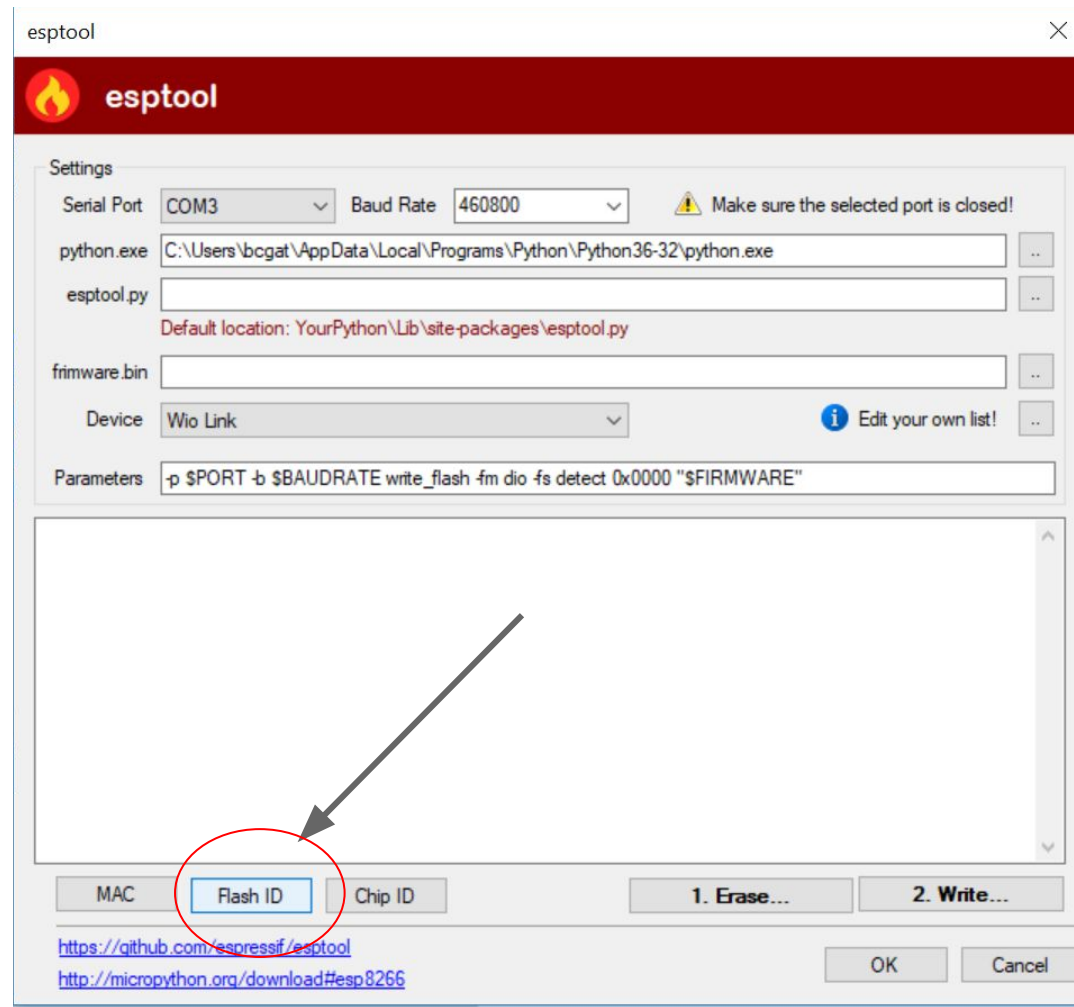 esptool
esptool
Settings
Serial Port COM3 Baud Rate 460800 Make sure the selected port is closed!
python.exe C:\Users\bcgat\AppData\Local\Programs\Python\Python36-32\python.exe ..
esptool.py ..
Default location: YourPython\Lib\site-packages\esptool.py
frimware.bin ..
Device Wio Link i Edit your own list! ..
Parameters -p $PORT -b $BAUDRATE write_flash -fm dio -fs detect 0x0000 "$FIRMWARE"
MAC Flash ID Chip ID 1. Erase... 2. Write...
https://github.com/espressif/esptool
http://micropython.org/download#esp8266
OK Cancel